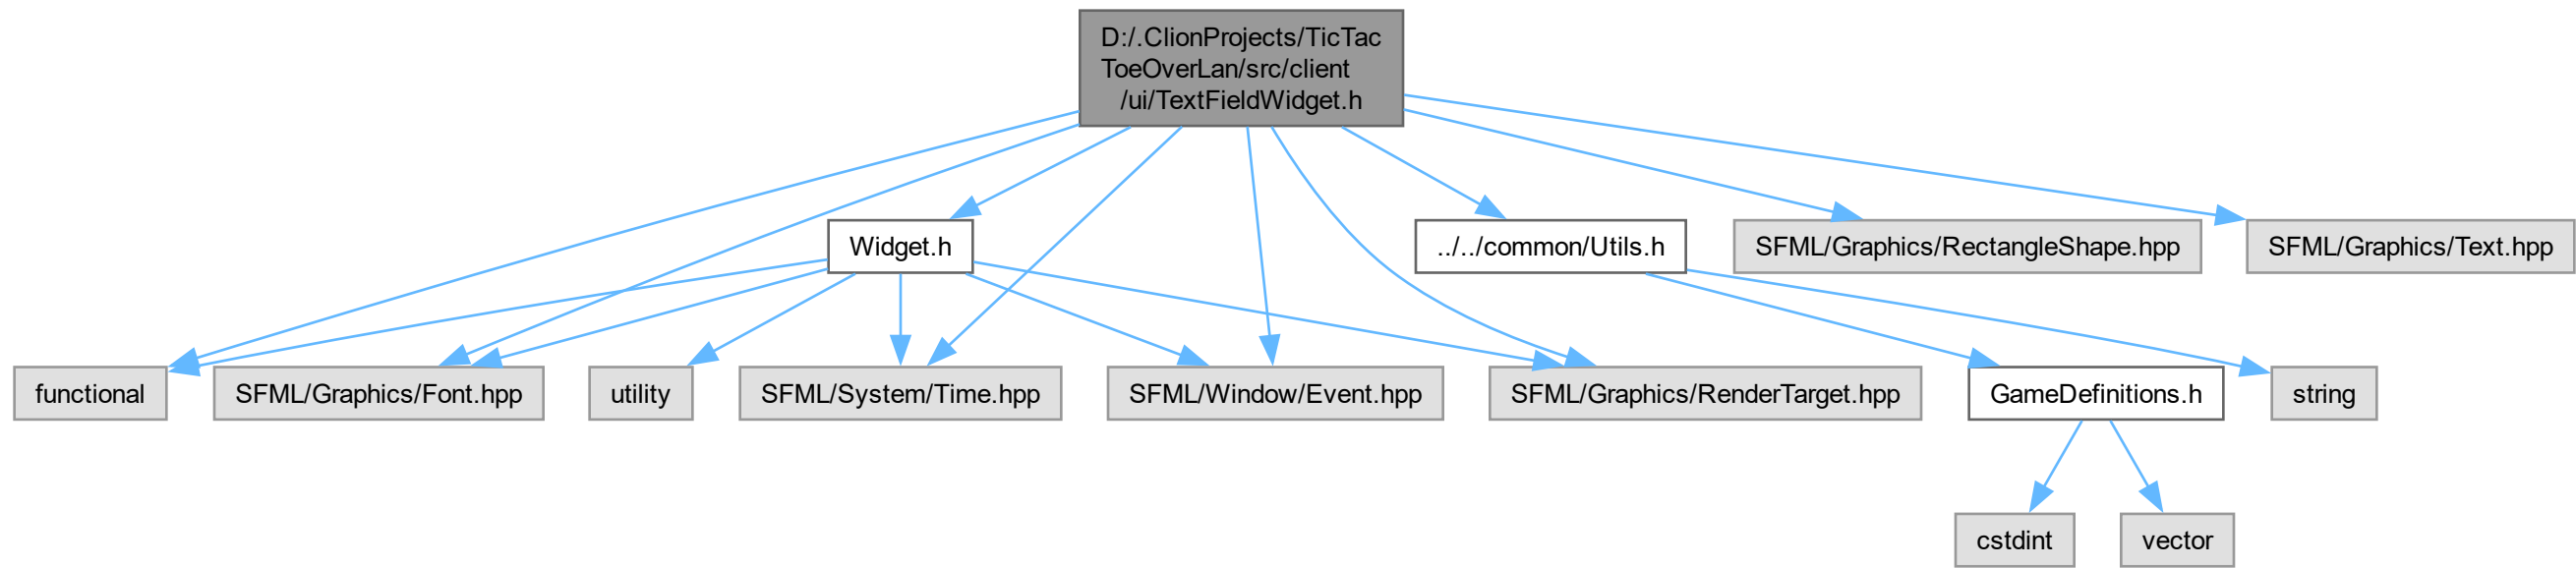 D:/.ClionProjects/TicTac
ToeOverLan/src/client
/ui/TextFieldWidget.h
Widget.h
../../common/Utils.h
SFML/Graphics/RectangleShape.hpp
SFML/Graphics/Text.hpp
functional
SFML/Graphics/Font.hpp
utility
SFML/System/Time.hpp
SFML/Window/Event.hpp
SFML/Graphics/RenderTarget.hpp
GameDefinitions.h
string
cstdint
vector